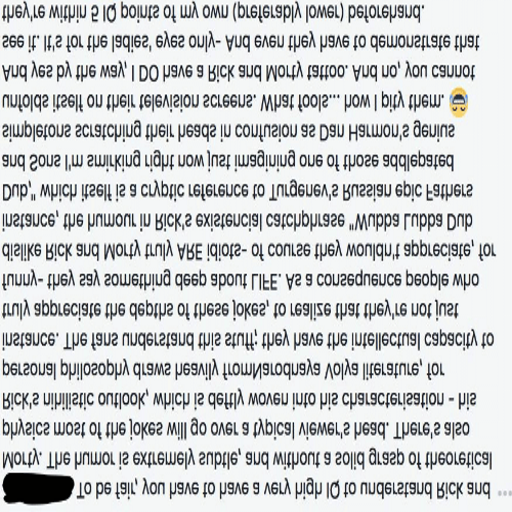 To be fair, you have to have a very high IQ to understand Rick and
Morty. The humor is extremely subtle, and without a solid grasp of theoretical
physics most of the jokes will go over a typical viewer's head. There's also
Rick's nihilistic outlook, which is deftly woven into his characterisation - his
personal philosophy draws heavily fromNarodnaya Volya literature, for
instance. The fans understand this stuff; they have the intellectual capacity to
truly appreciate the depths of these jokes, to realize that they're not just
funny- they say something deep about LIFE. As a consequence people who
dislike Rick and Morty truly ARE idiots- of course they wouldn't appreciate, for
instance, the humour in Rick's existencial catchphrase "Wubba Lubba Dub
Dub," which itself is a cryptic reference to Turgenev's Russian epic Fathers
and Sons I'm smirking right now just imagining one of those addlepated
simpletons scratching their heads in confusion as Dan Harmon's genius
unfolds itself on their television screens. What fools... how I pity them. 😂
And yes by the way, I DO have a Rick and Morty tattoo. And no, you cannot
see it. It's for the ladies' eyes only- And even they have to demonstrate that
they're within 5 IQ points of my own (preferably lower) beforehand.